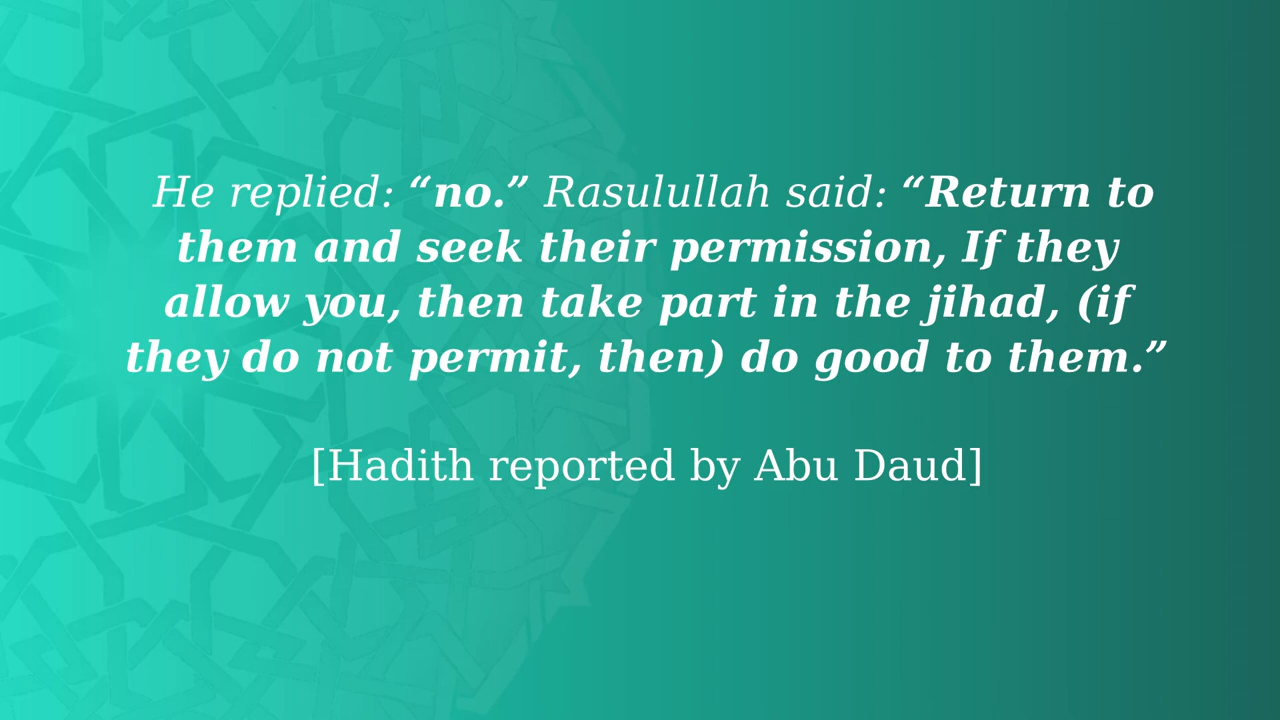 He replied: “no.” Rasulullah said: “Return to
them and seek their permission, If they
allow you, then take part in the jihad, (if
they do not permit, then) do good to them.”
[Hadith reported by Abu Daud]